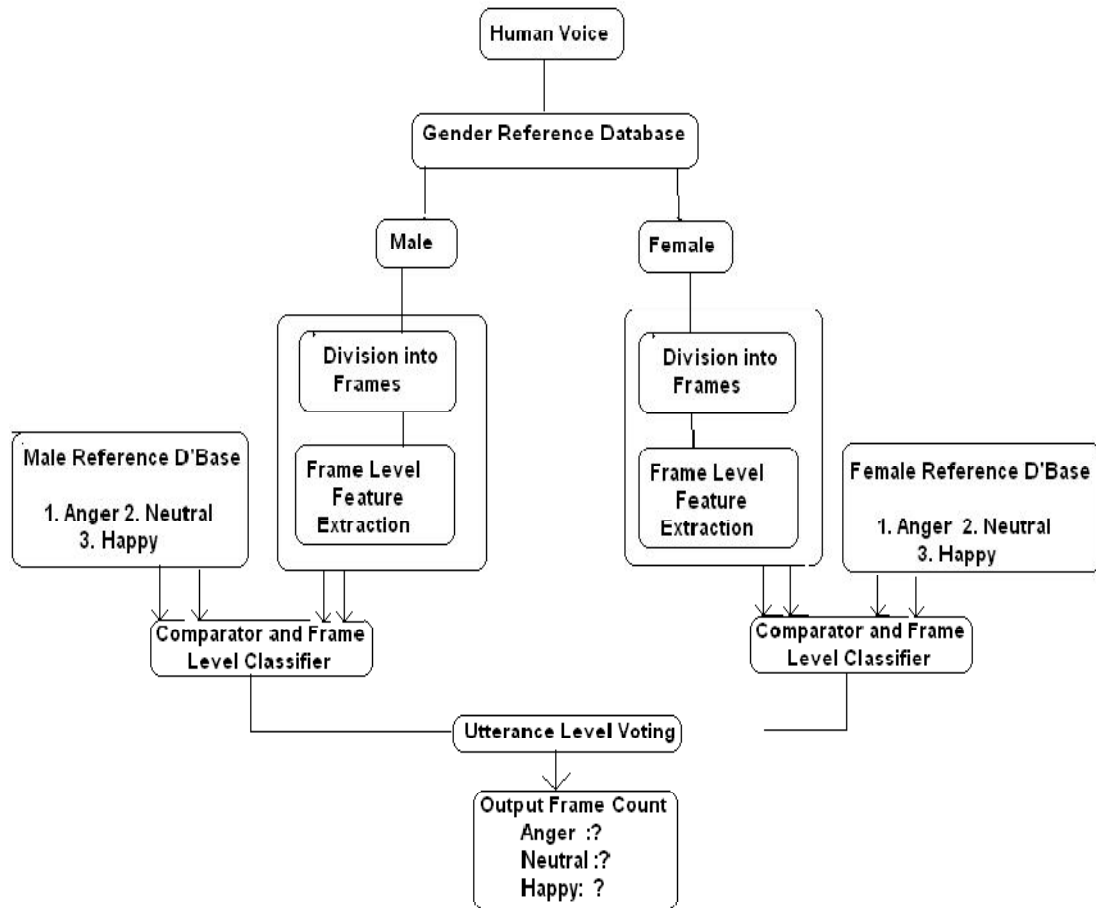 Human Voice
Gender Reference Database
Male
Female
Division into
Frames
Division into
Frames
Male Reference D'Base
1. Anger 2. Neutral
3. Happy
Frame Level
Feature
Extraction
Frame Level
Feature
Extraction
Female Reference D'Base
1. Anger 2. Neutral
3. Happy
Comparator and Frame
Level Classifier
Comparator and Frame
Level Classifier
Utterance Level Voting
Output Frame Count
Anger :?
Neutral :?
Happy: ?